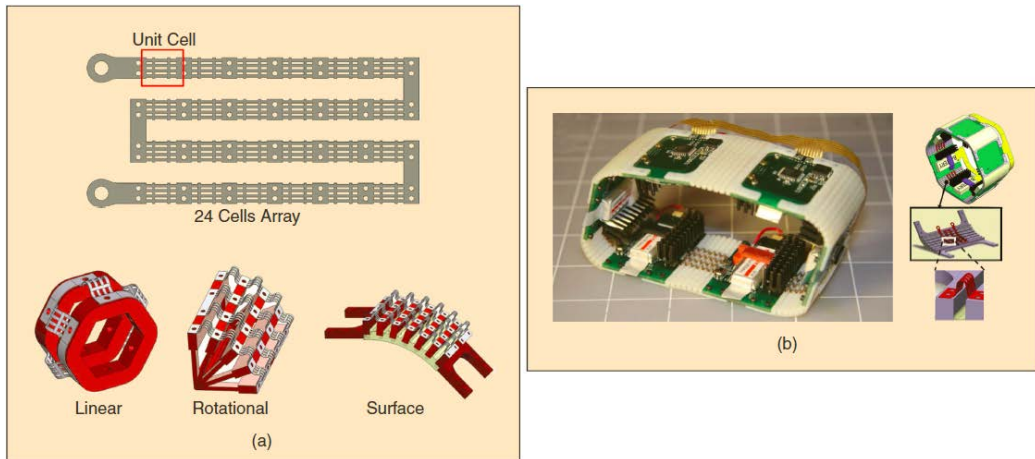 Unit Cell
24 Cells Array
Linear
Rotational
Surface
(a)
(b)